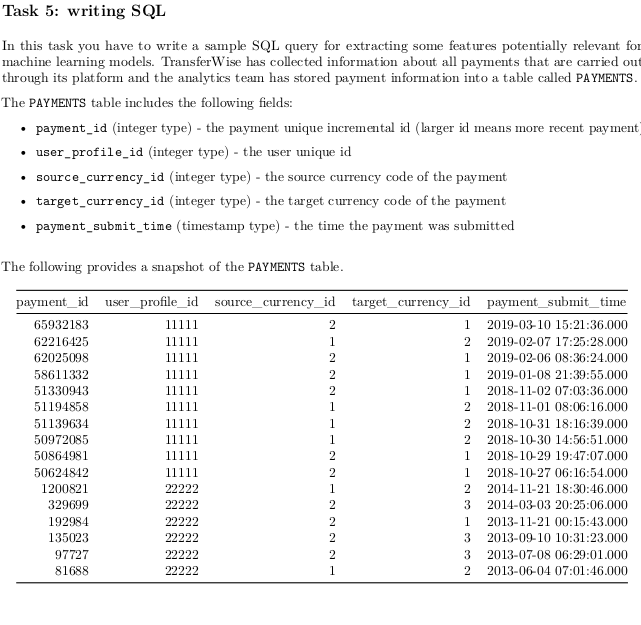 Task 5: writing SQL
In this task you have to write a sample SQL query for extracting some features potentially relevant for
machine learning models. TransferWise has collected information about all payments that are carried out
through its platform and the analytics team has stored payment information into a table called PAYMENTS.
The PAYMENTS table includes the following fields:
• payment_id (integer type) - the payment unique incremental id (larger id means more recent payment)
• user_profile_id (integer type) - the user unique id
• source_currency_id (integer type) - the source currency code of the payment
• target_currency_id (integer type) - the target currency code of the payment
• payment_submit_time (timestamp type) - the time the payment was submitted
The following provides a snapshot of the PAYMENTS table.
payment_id user_profile_id source_currency_id target_currency_id payment_submit_time
65932183 11111 2 1 2019-03-10 15:21:36.000
62216425 11111 1 2 2019-02-07 17:25:28.000
62025098 11111 2 1 2019-02-06 08:36:24.000
58611332 11111 2 1 2019-01-08 21:39:55.000
51330943 11111 2 1 2018-11-02 07:03:36.000
51194858 11111 1 2 2018-11-01 08:06:16.000
51139634 11111 1 2 2018-10-31 18:16:39.000
50972085 11111 1 2 2018-10-30 14:56:51.000
50864981 11111 2 1 2018-10-29 19:47:07.000
50624842 11111 2 1 2018-10-27 06:16:54.000
1200821 22222 1 2 2014-11-21 18:30:46.000
329699 22222 2 3 2014-03-03 20:25:06.000
192984 22222 2 1 2013-11-21 00:15:43.000
135023 22222 2 3 2013-09-10 10:31:23.000
97727 22222 2 3 2013-07-08 06:29:01.000
81688 22222 1 2 2013-06-04 07:01:46.000